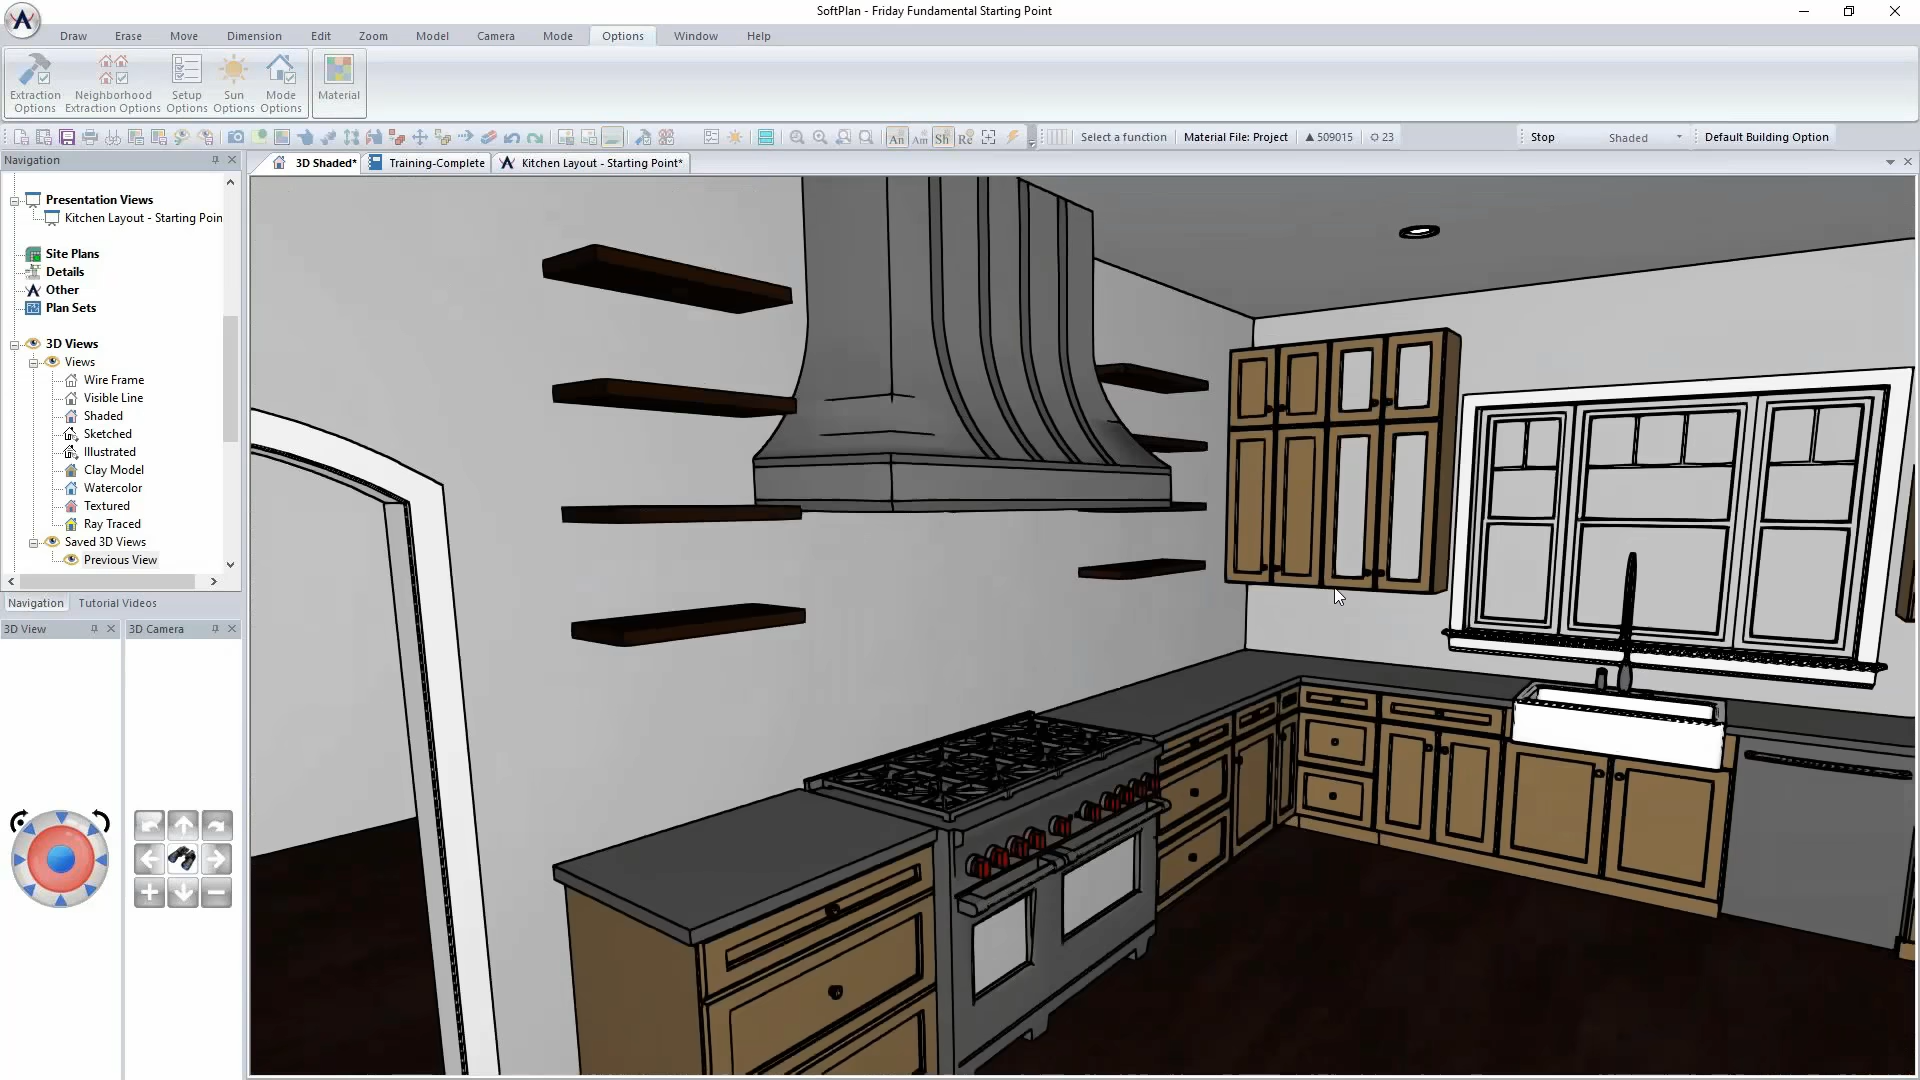 SoftPlan - Friday Fundamental Starting Point
Draw Erase Move Dimension Edit Zoom Model Camera Mode Options Window Help
Extraction Options
Neighborhood Extraction Options
Setup Options
Sun Options
Mode Options
Material
An Am Sh Re
Select a function
Material File: Project
509015
23
Stop
Shaded
Default Building Option
Navigation
3D Shaded*
Training-Complete
Kitchen Layout - Starting Point*
Presentation Views
Kitchen Layout - Starting Poin
Site Plans
Details
Other
Plan Sets
3D Views
Views
Wire Frame
Visible Line
Shaded
Sketched
Illustrated
Clay Model
Watercolor
Textured
Ray Traced
Saved 3D Views
Previous View
Navigation Tutorial Videos
3D View
3D Camera